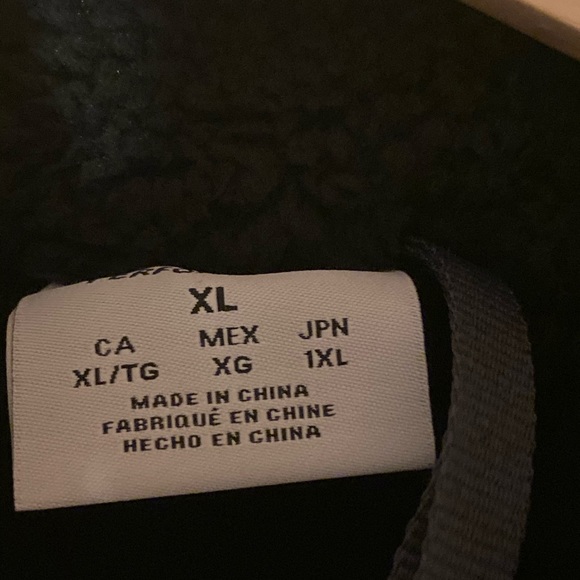 XL
CA MEX JPN
XL/TG XG 1XL
MADE IN CHINA
FABRIQUÉ EN CHINE
HECHO EN CHINA